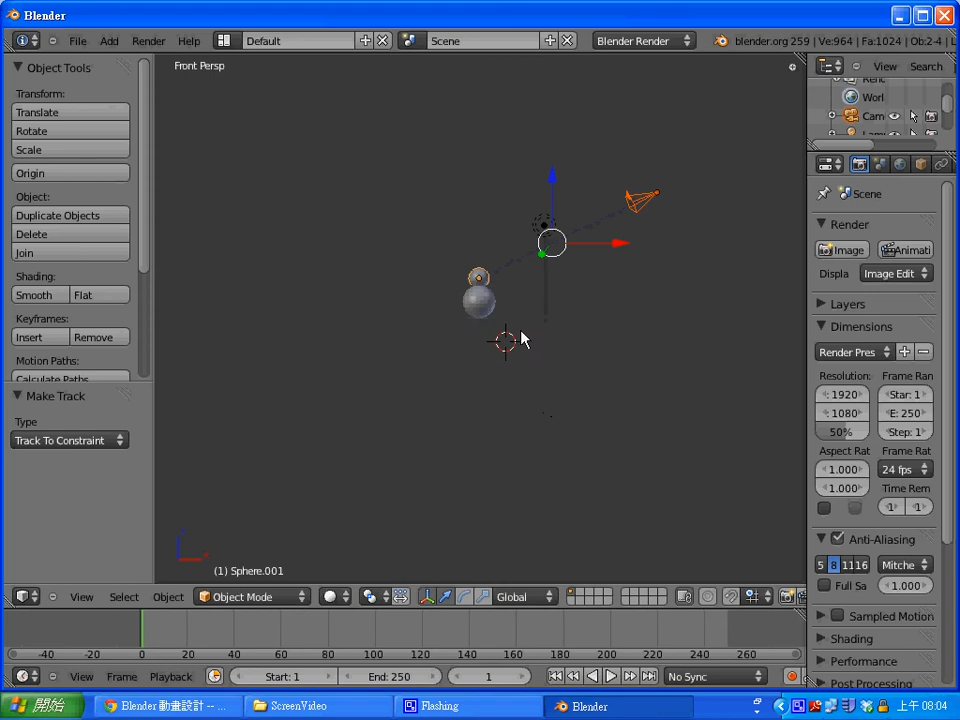 Blender
File Add Render Help Default Scene Blender Render blender.org 259 | Ve:964 | Fa:1024 | Ob:2-4 | L
Object Tools
Front Persp
View Search
Transform:
Translate
Rotate
Scale
Origin
Object:
Duplicate Objects
Delete
Join
Shading:
Smooth Flat
Keyframes:
Insert Remove
Motion Paths:
Calculate Paths
Make Track
Type
Track To Constraint
Worl
Cam
Scene
Render
Image Animati
Displa Image Edit
Layers
Dimensions
Render Pres
Resolution: Frame Ran
: 1920 Star: 1
: 1080 E: 250
50% Step: 1
Aspect Rat Frame Rat
1.000 24 fps
1.000 Time Rem
1 1
Anti-Aliasing
5 8 11 16 Mitche
Full Sa 1.000
Sampled Motion
Shading
Performance
Post Processing
(1) Sphere.001
View Select Object Object Mode Global
-40 -20 0 20 40 60 80 100 120 140 160 180 200 220 240 260
View Frame Playback Start: 1 End: 250 1 No Sync
開始 Blender 動畫設計 -- ... ScreenVideo Flashing Blender 上午 08:04